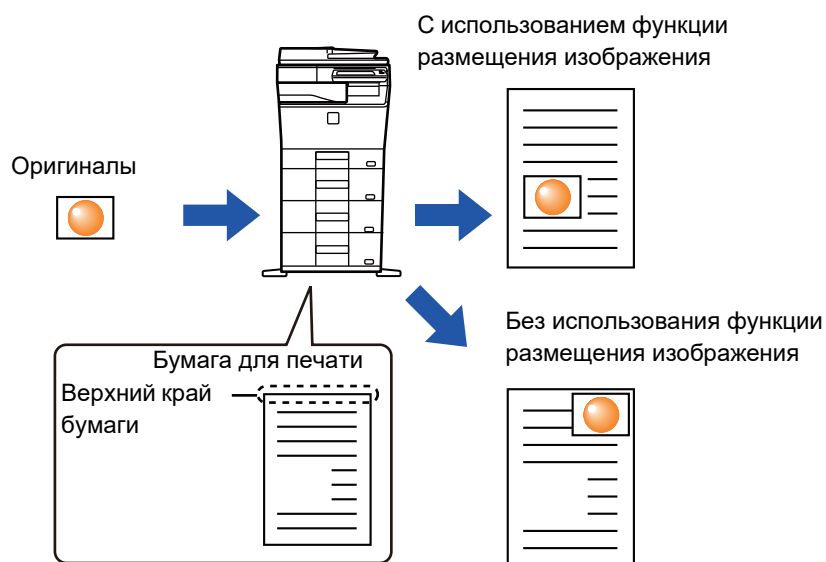 С использованием функции
размещения изображения
Оригиналы
Без использования функции
размещения изображения
Бумага для печати
Верхний край
бумаги